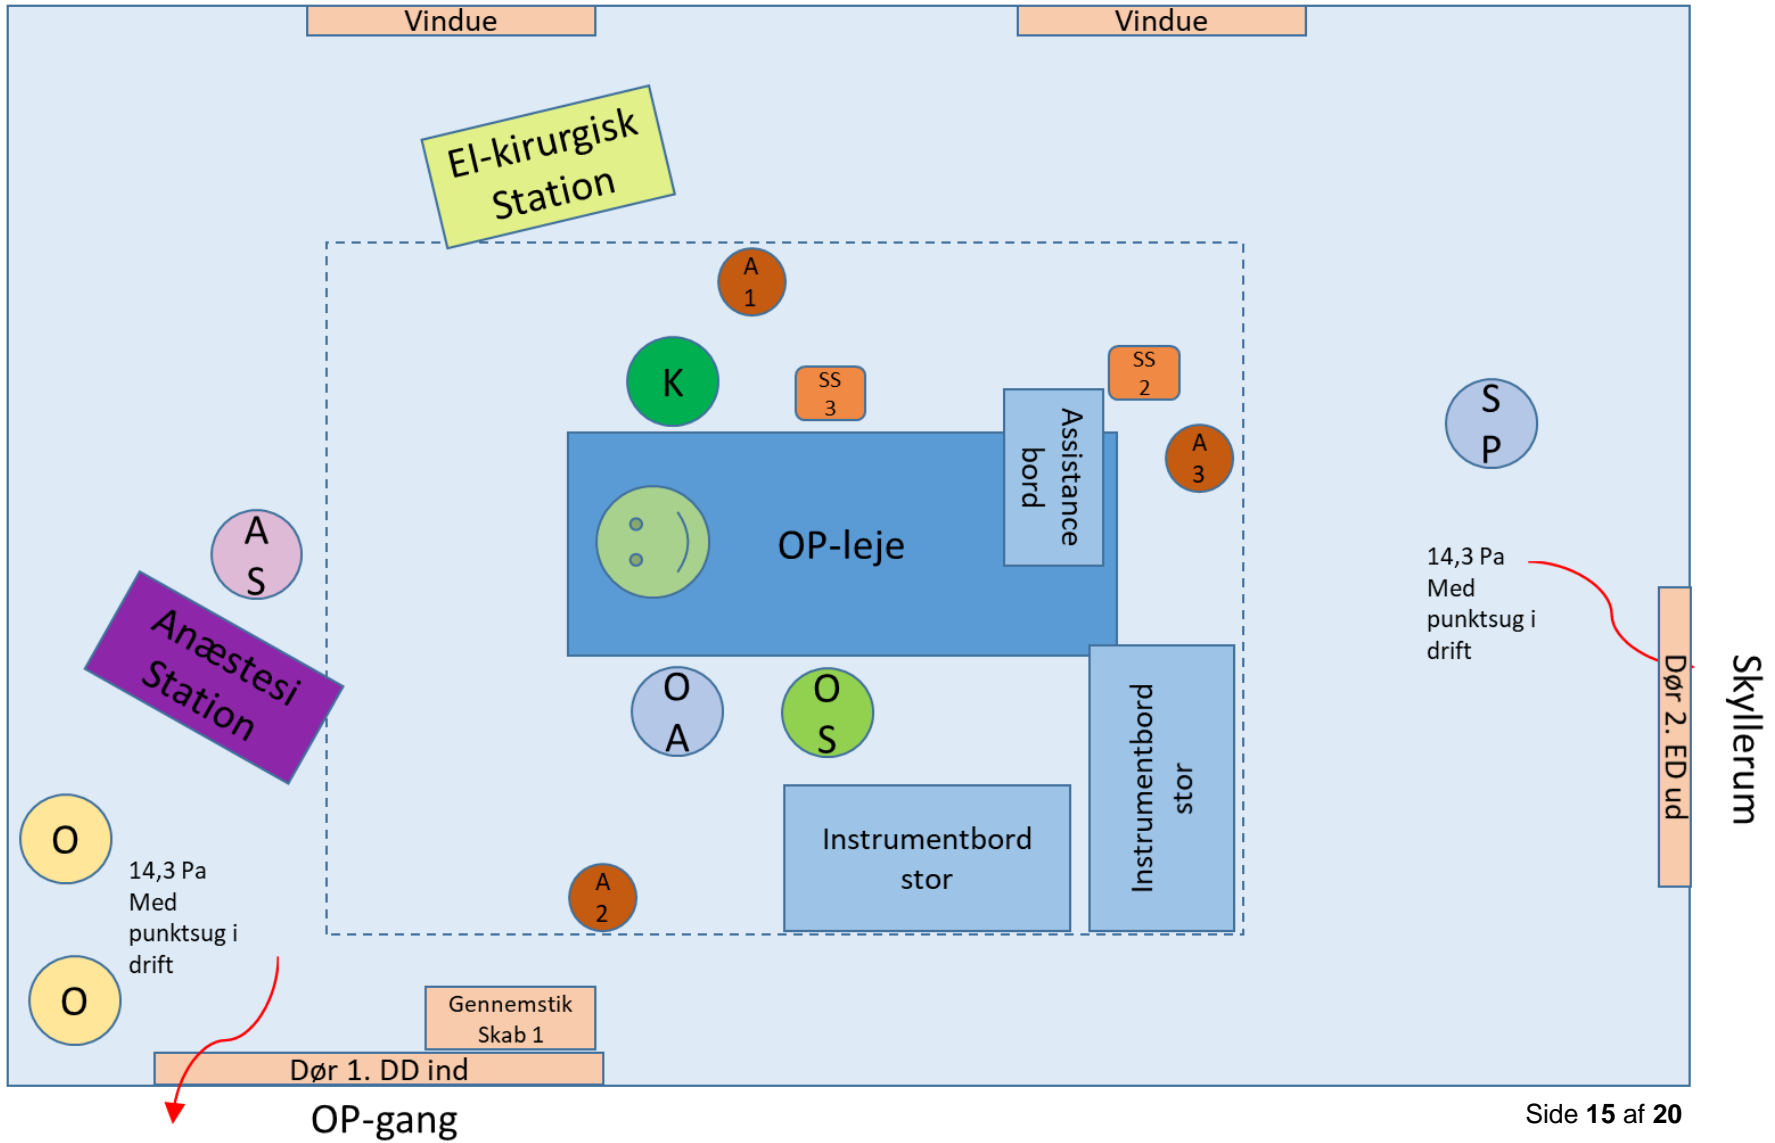 Vindue
Vindue
El-kirurgisk
Station
A
1
K
SS
3
SS
2
A
3
S
P
Assistance
bord
OP-leje
A
S
Anæstesi
Station
14,3 Pa
Med
punktsug i
drift
Dør 2. ED ud
Skyllerum
O
A
O
S
Instrumentbord
stor
Instrumentbord
stor
O
14,3 Pa
Med
punktsug i
drift
A
2
O
Gennemstik
Skab 1
Dør 1. DD ind
OP-gang
Side 15 af 20